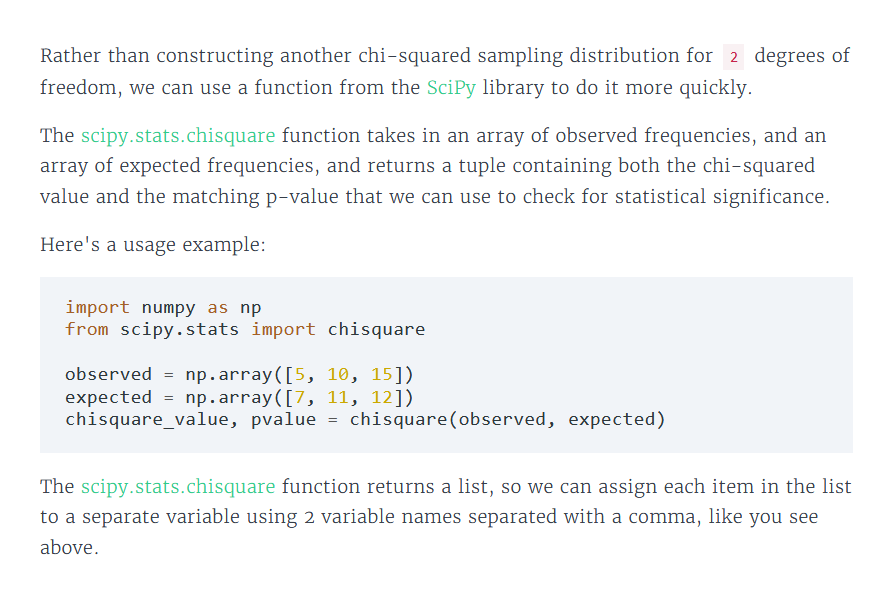 Rather than constructing another chi-squared sampling distribution for 2 degrees of
freedom, we can use a function from the SciPy library to do it more quickly.
The scipy.stats.chisquare function takes in an array of observed frequencies, and an
array of expected frequencies, and returns a tuple containing both the chi-squared
value and the matching p-value that we can use to check for statistical significance.
Here's a usage example:
import numpy as np
from scipy.stats import chisquare
observed = np.array([5, 10, 15])
expected = np.array([7, 11, 12])
chisquare_value, pvalue = chisquare(observed, expected)
The scipy.stats.chisquare function returns a list, so we can assign each item in the list
to a separate variable using 2 variable names separated with a comma, like you see
above.